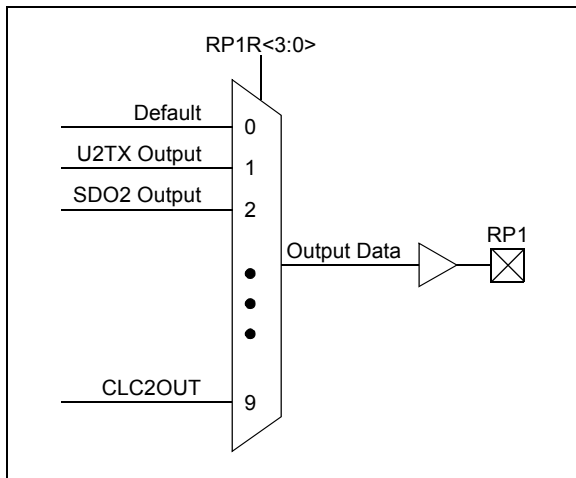 RP1R<3:0>
Default
0
U2TX Output
1
SDO2 Output
2
Output Data
RP1
CLC2OUT
9